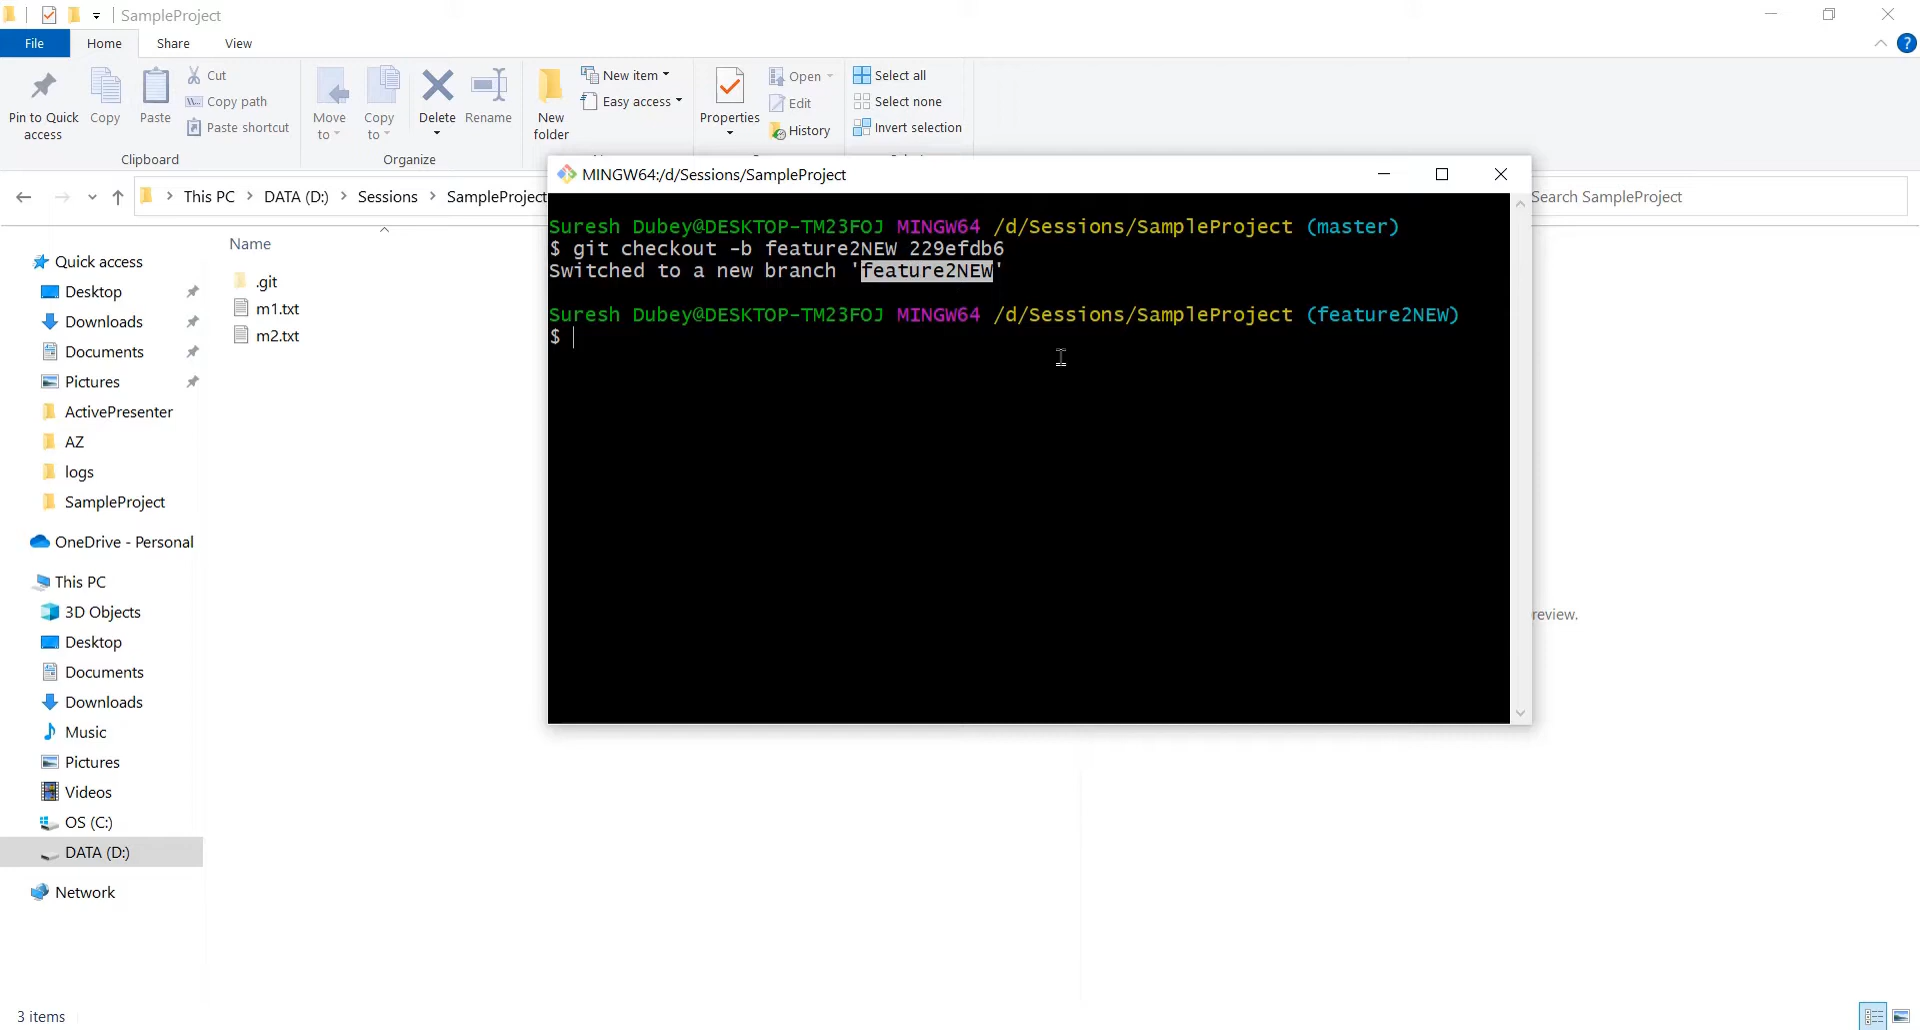 SampleProject
File Home Share View
Pin to Quick access
Copy
Paste
Cut
Copy path
Paste shortcut
Clipboard
Move to
Copy to
Delete
Rename
Organize
New folder
New item
Easy access
Properties
Open
Edit
History
Select all
Select none
Invert selection
This PC > DATA (D:) > Sessions > SampleProject
Search SampleProject
MINGW64:/d/Sessions/SampleProject
Suresh Dubey@DESKTOP-TM23FOJ MINGW64 /d/Sessions/SampleProject (master)
$ git checkout -b feature2NEW 229efdb6
Switched to a new branch 'feature2NEW'
Suresh Dubey@DESKTOP-TM23FOJ MINGW64 /d/Sessions/SampleProject (feature2NEW)
$
Name
.git
m1.txt
m2.txt
Quick access
Desktop
Downloads
Documents
Pictures
ActivePresenter
AZ
logs
SampleProject
OneDrive - Personal
This PC
3D Objects
Desktop
Documents
Downloads
Music
Pictures
Videos
OS (C:)
DATA (D:)
Network
review.
3 items